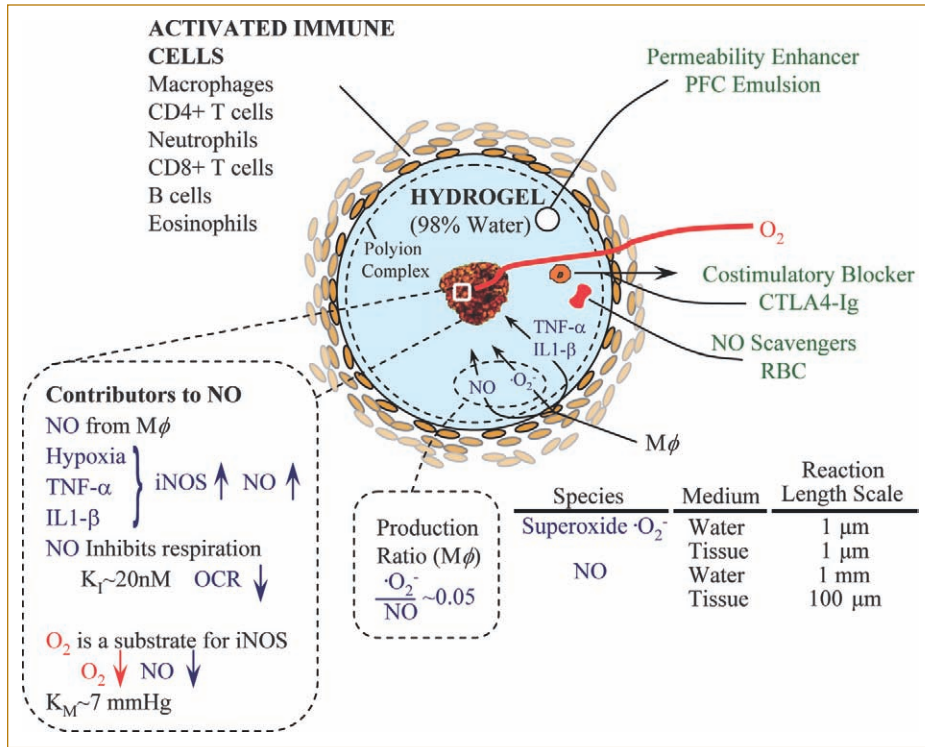 ACTIVATED IMMUNE
CELLS
Macrophages
CD4+ T cells
Neutrophils
CD8+ T cells
B cells
Eosinophils
Permeability Enhancer
PFC Emulsion
HYDROGEL
(98% Water)
Polyion
Complex
O₂
Costimulatory Blocker
CTLA4-Ig
NO Scavengers
RBC
TNF-α
IL1-β
NO
·O₂⁻
Mϕ
Contributors to NO
NO from Mϕ
Hypoxia
TNF-α
IL1-β
} iNOS ↑ NO ↑
NO Inhibits respiration
K_I~20nM OCR ↓
O₂ is a substrate for iNOS
O₂ ↓ NO ↓
K_M~7 mmHg
Production
Ratio (Mϕ)
·O₂⁻
NO
~0.05
Species Medium Reaction Length Scale
Superoxide ·O₂⁻ Water 1 μm
Tissue 1 μm
NO Water 1 mm
Tissue 100 μm